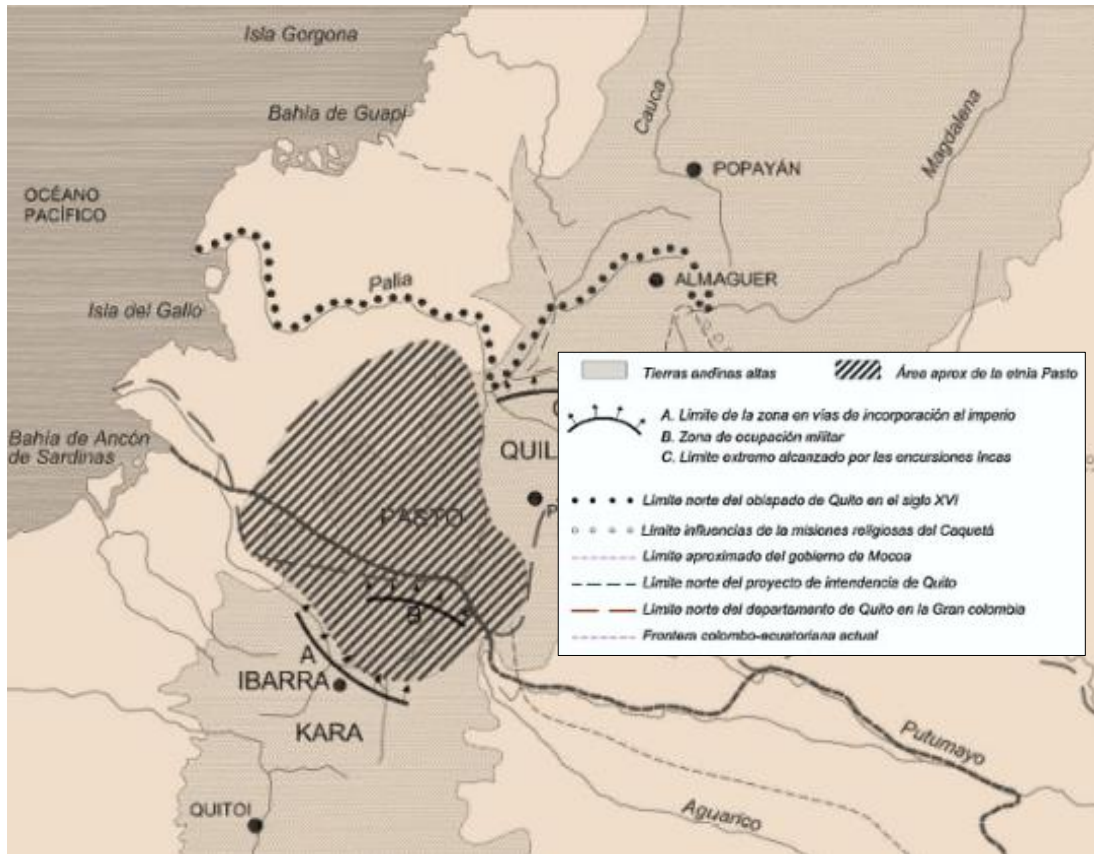 Isla Gorgona
Bahía de Guapi
Cauca
Magdalena
POPAYÁN
OCÉANO
PACÍFICO
Palia
ALMAGUER
Isla del Gallo
Bahía de Ancón
de Sardinas
QUIL
PASTO
B
A
IBARRA
KARA
QUITOI
Putumayo
Aguarico
Tierras andinas altas
Área aprox de la etnia Pasto
A. Límite de la zona en vías de incorporación al imperio
B. Zona de ocupación militar
C. Límite extremo alcanzado por las encursiones incas
Límite norte del obispado de Quito en el siglo XVI
Límite influencias de la misiones religiosas del Caquetá
Límite aproximado del gobierno de Mocoa
Límite norte del proyecto de intendencia de Quito
Límite norte del departamento de Quito en la Gran colombia
Frontera colombo-ecuatoriana actual